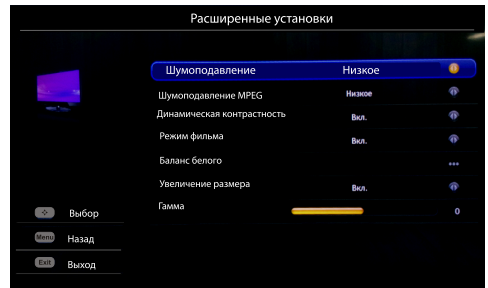 Расширенные установки
Шумоподавление Низкое
Шумоподавление MPEG Низкое
Динамическая контрастность Вкл.
Режим фильма Вкл.
Баланс белого ...
Увеличение размера Вкл.
Гамма 0
Выбор
Menu Назад
Exit Выход